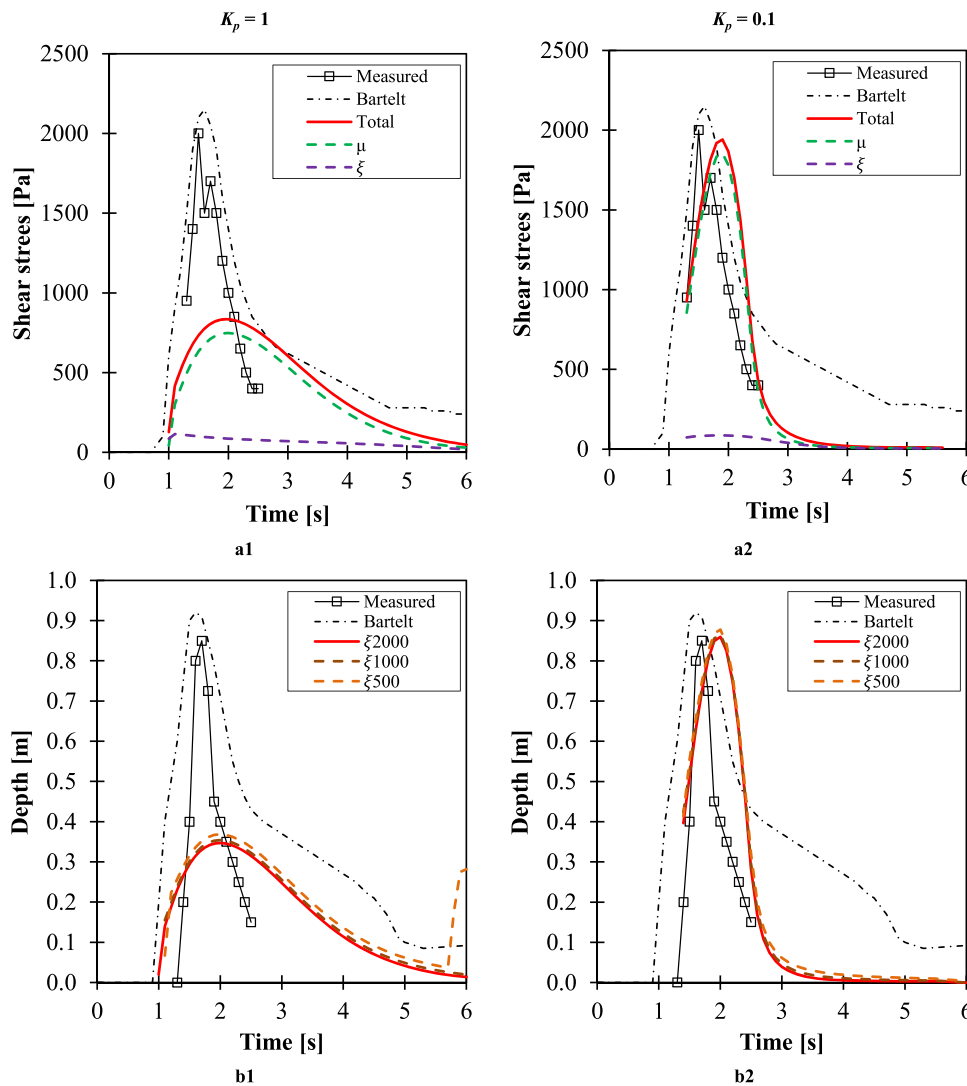 K_p = 1
K_p = 0.1
2500
2000
1500
1000
500
0
Shear strees [Pa]
Measured
Bartelt
Total
μ
ξ
0 1 2 3 4 5 6
Time [s]
a1
2500
2000
1500
1000
500
0
Shear strees [Pa]
Measured
Bartelt
Total
μ
ξ
0 1 2 3 4 5 6
Time [s]
a2
1.0
0.9
0.8
0.7
0.6
0.5
0.4
0.3
0.2
0.1
0.0
Depth [m]
Measured
Bartelt
ξ2000
ξ1000
ξ500
0 1 2 3 4 5 6
Time [s]
b1
1.0
0.9
0.8
0.7
0.6
0.5
0.4
0.3
0.2
0.1
0.0
Depth [m]
Measured
Bartelt
ξ2000
ξ1000
ξ500
0 1 2 3 4 5 6
Time [s]
b2